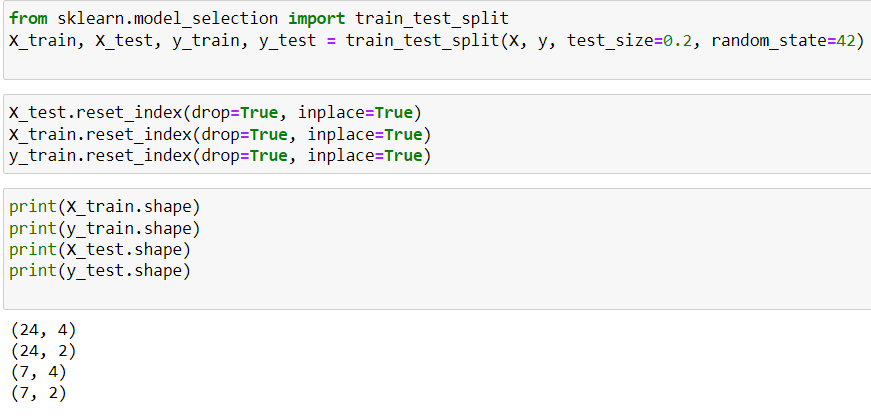 from sklearn.model_selection import train_test_split
X_train, X_test, y_train, y_test = train_test_split(X, y, test_size=0.2, random_state=42)
X_test.reset_index(drop=True, inplace=True)
X_train.reset_index(drop=True, inplace=True)
y_train.reset_index(drop=True, inplace=True)
print(X_train.shape)
print(y_train.shape)
print(X_test.shape)
print(y_test.shape)
(24, 4)
(24, 2)
(7, 4)
(7, 2)